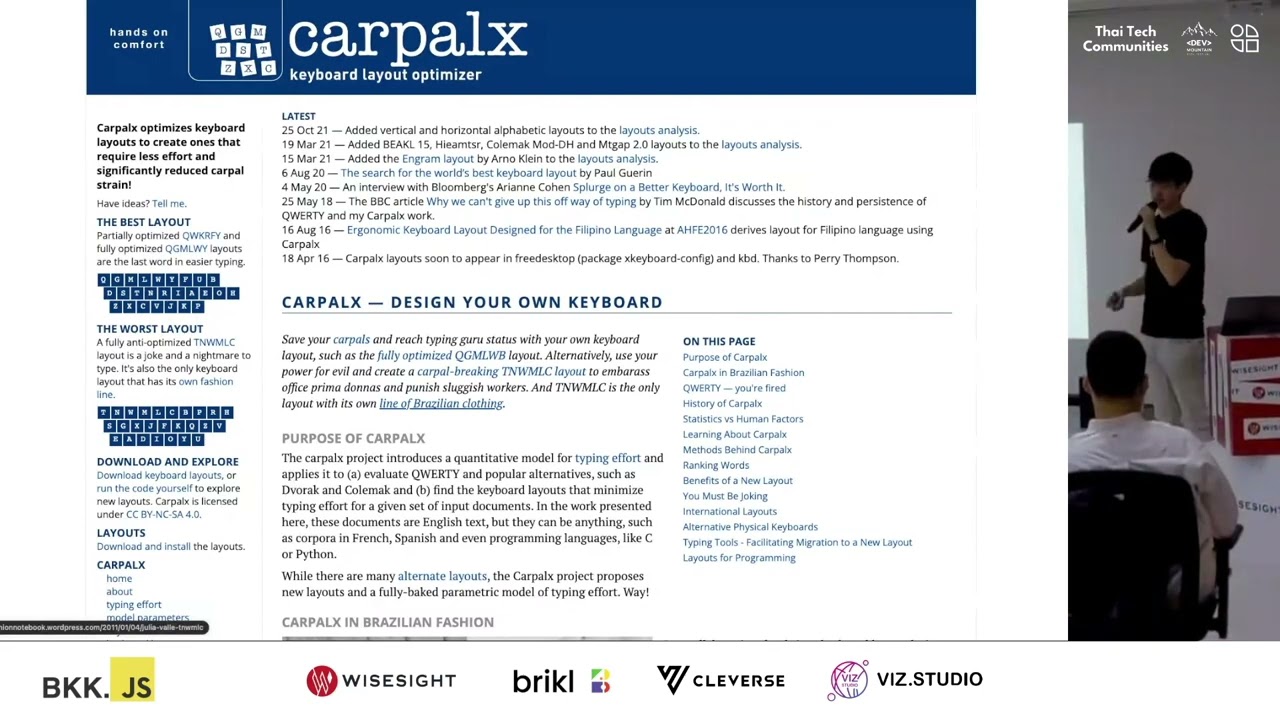 hands on
comfort
Q G M
D S T
Z X C
carpalx
keyboard layout optimizer
Thai Tech
Communities
<DEV>
MOUNTAIN
Carpalx optimizes keyboard
layouts to create ones that
require less effort and
significantly reduced carpal
strain!
Have ideas? Tell me.
THE BEST LAYOUT
Partially optimized QWKRFY and
fully optimized QGMLWY layouts
are the last word in easier typing.
Q G M L W Y F U B
D S T N R I A E O H
Z X C V J K P
THE WORST LAYOUT
A fully anti-optimized TNWMLC
layout is a joke and a nightmare to
type. It's also the only keyboard
layout that has its own fashion
line.
T N W M L C B P R H
S G X J F K Q Z V
E A D I O Y U
DOWNLOAD AND EXPLORE
Download keyboard layouts, or
run the code yourself to explore
new layouts. Carpalx is licensed
under CC BY-NC-SA 4.0.
LAYOUTS
Download and install the layouts.
CARPALX
home
about
typing effort
model parameters
LATEST
25 Oct 21 — Added vertical and horizontal alphabetic layouts to the layouts analysis.
19 Mar 21 — Added BEAKL 15, Hieamtsr, Colemak Mod-DH and Mtgap 2.0 layouts to the layouts analysis.
15 Mar 21 — Added the Engram layout by Arno Klein to the layouts analysis.
6 Aug 20 — The search for the world's best keyboard layout by Paul Guerin
4 May 20 — An interview with Bloomberg's Arianne Cohen Splurge on a Better Keyboard, It's Worth It.
25 May 18 — The BBC article Why we can't give up this off way of typing by Tim McDonald discusses the history and persistence of
QWERTY and my Carpalx work.
16 Aug 16 — Ergonomic Keyboard Layout Designed for the Filipino Language at AHFE2016 derives layout for Filipino language using
Carpalx
18 Apr 16 — Carpalx layouts soon to appear in freedesktop (package xkeyboard-config) and kbd. Thanks to Perry Thompson.
CARPALX — DESIGN YOUR OWN KEYBOARD
Save your carpals and reach typing guru status with your own keyboard
layout, such as the fully optimized QGMLWB layout. Alternatively, use your
power for evil and create a carpal-breaking TNWMLC layout to embarass
office prima donnas and punish sluggish workers. And TNWMLC is the only
layout with its own line of Brazilian clothing.
PURPOSE OF CARPALX
The carpalx project introduces a quantitative model for typing effort and
applies it to (a) evaluate QWERTY and popular alternatives, such as
Dvorak and Colemak and (b) find the keyboard layouts that minimize
typing effort for a given set of input documents. In the work presented
here, these documents are English text, but they can be anything, such
as corpora in French, Spanish and even programming languages, like C
or Python.
While there are many alternate layouts, the Carpalx project proposes
new layouts and a fully-baked parametric model of typing effort. Way!
CARPALX IN BRAZILIAN FASHION
ON THIS PAGE
Purpose of Carpalx
Carpalx in Brazilian Fashion
QWERTY — you're fired
History of Carpalx
Statistics vs Human Factors
Learning About Carpalx
Methods Behind Carpalx
Ranking Words
Benefits of a New Layout
You Must Be Joking
International Layouts
Alternative Physical Keyboards
Typing Tools - Facilitating Migration to a New Layout
Layouts for Programming
ionnotebook.wordpress.com/2011/01/04/julia-valle-tnwmlc
WISESIGHT
BKK.JS
WISESIGHT
brikl
CLEVERSE
VIZ
STUDIO
VIZ.STUDIO